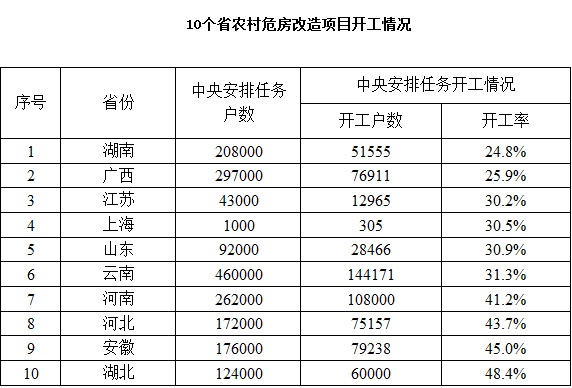 10个省农村危房改造项目开工情况
序号 省份 中央安排任务户数 中央安排任务开工情况
开工户数 开工率
1 湖南 208000 51555 24.8%
2 广西 297000 76911 25.9%
3 江苏 43000 12965 30.2%
4 上海 1000 305 30.5%
5 山东 92000 28466 30.9%
6 云南 460000 144171 31.3%
7 河南 262000 108000 41.2%
8 河北 172000 75157 43.7%
9 安徽 176000 79238 45.0%
10 湖北 124000 60000 48.4%